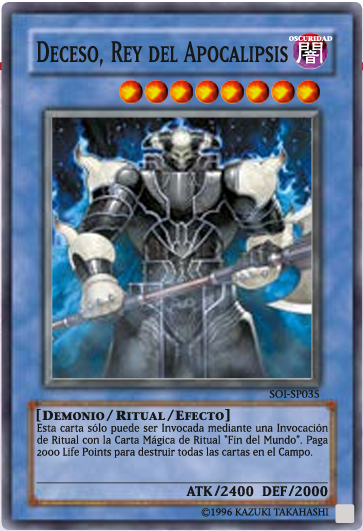 Deceso, Rey del Apocalipsis
OSCURIDAD
闇
SOI-SP035
[Demonio/Ritual/Efecto]
Esta carta sólo puede ser Invocada mediante una Invocación
de Ritual con la Carta Mágica de Ritual "Fin del Mundo". Paga
2000 Life Points para destruir todas las cartas en el Campo.
ATK/2400 DEF/2000
©1996 KAZUKI TAKAHASHI